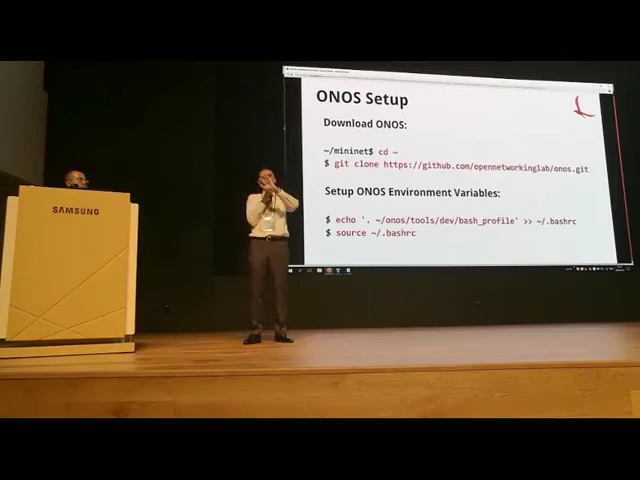 ONOS Setup
Download ONOS:
~/mininet$ cd ~
$ git clone https://github.com/opennetworkinglab/onos.git
Setup ONOS Environment Variables:
$ echo '. ~/onos/tools/dev/bash_profile' >> ~/.bashrc
$ source ~/.bashrc
SAMSUNG